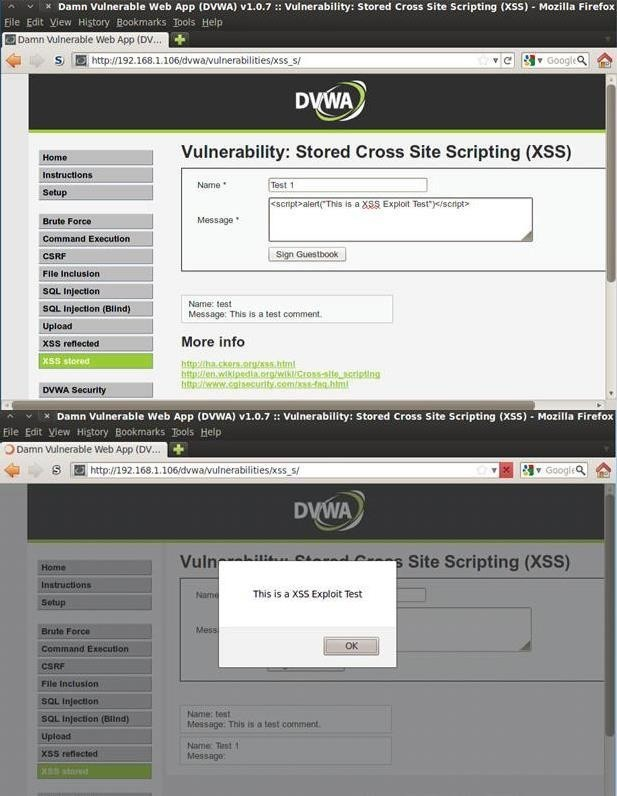 Damn Vulnerable Web App (DVWA) v1.0.7 :: Vulnerability: Stored Cross Site Scripting (XSS) - Mozilla Firefox
File Edit View History Bookmarks Tools Help
Damn Vulnerable Web App (DV...
http://192.168.1.106/dvwa/vulnerabilities/xss_s/
Google
DVWA
Home
Instructions
Setup
Brute Force
Command Execution
CSRF
File Inclusion
SQL Injection
SQL Injection (Blind)
Upload
XSS reflected
XSS stored
DVWA Security
Vulnerability: Stored Cross Site Scripting (XSS)
Name * Test 1
Message * <script>alert("This is a XSS Exploit Test")</script>
Sign Guestbook
Name: test
Message: This is a test comment.
More info
http://ha.ckers.org/xss.html
http://en.wikipedia.org/wiki/Cross-site_scripting
http://www.cgisecurity.com/xss-faq.html
Damn Vulnerable Web App (DVWA) v1.0.7 :: Vulnerability: Stored Cross Site Scripting (XSS) - Mozilla Firefox
File Edit View History Bookmarks Tools Help
Damn Vulnerable Web App (DV...
http://192.168.1.106/dvwa/vulnerabilities/xss_s/
Google
DVWA
Home
Instructions
Setup
Brute Force
Command Execution
CSRF
File Inclusion
SQL Injection
SQL Injection (Blind)
Upload
XSS reflected
XSS stored
Vulnerability: Stored Cross Site Scripting (XSS)
Name
Mess
This is a XSS Exploit Test
OK
Name: test
Message: This is a test comment.
Name: Test 1
Message: